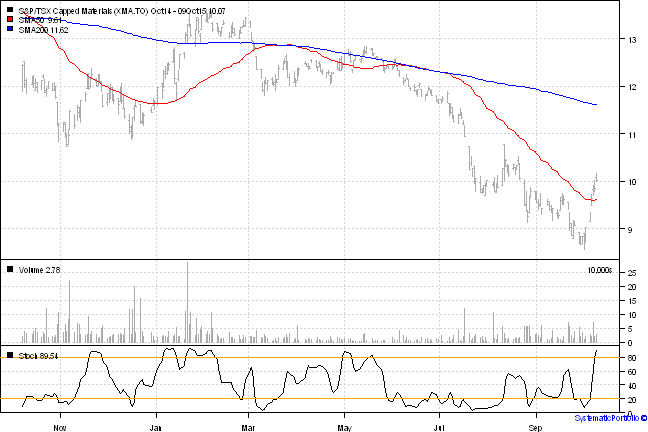 S&P/TSX Capped Materials (XMA.TO) Oct14 - 09Oct15 10.07
SMA50 9.61
SMA200 11.62
13
12
11
10
9
Volume 2.78
10,000s
25
20
15
10
5
0
Stoch 89.54
80
60
40
20
0
Nov
Jan
Mar
May
Jul
Sep
SystematicPortfolio ©